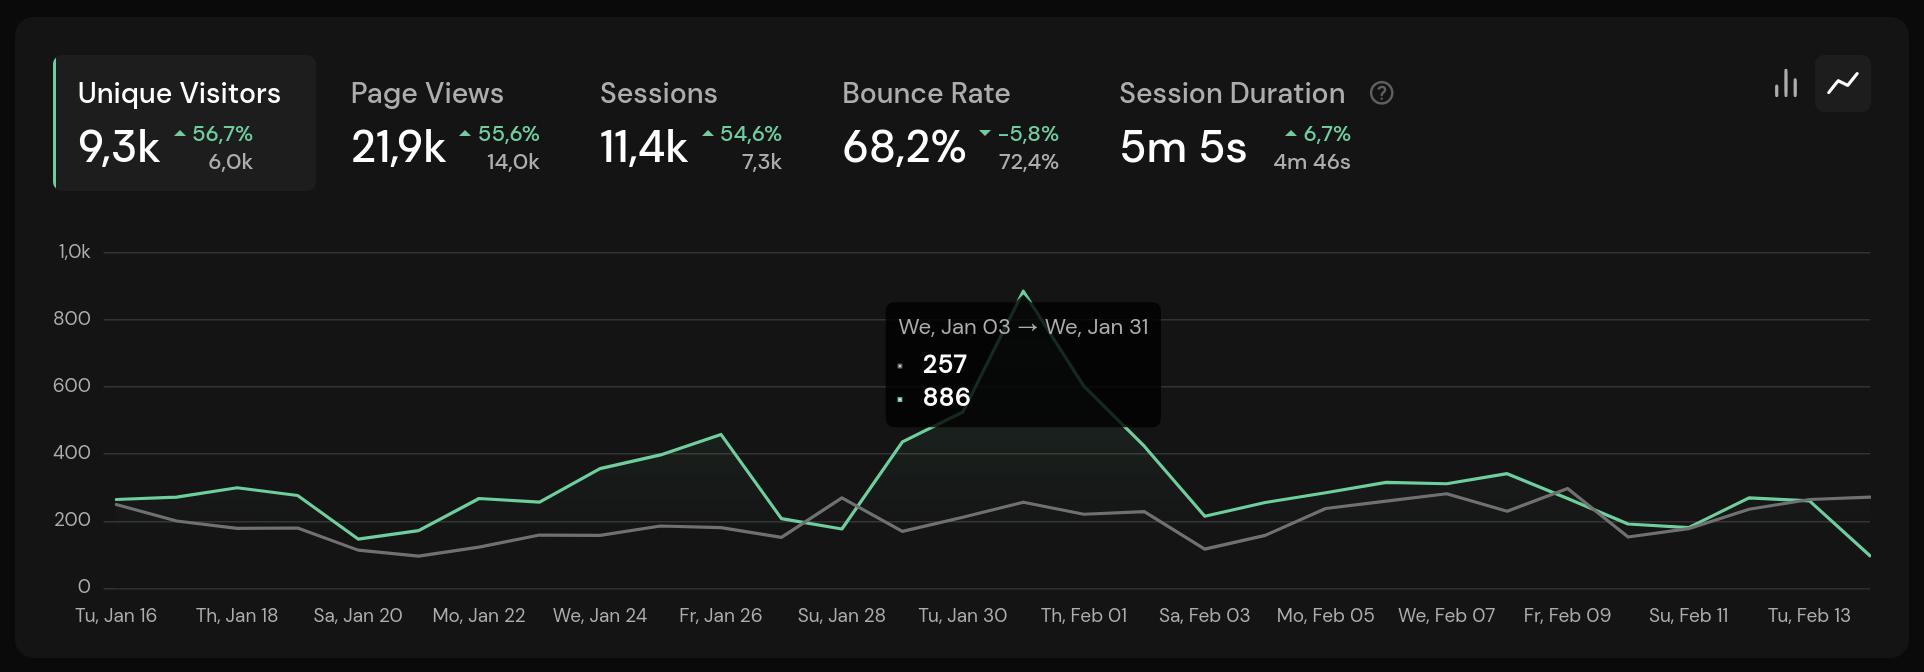 Unique Visitors
9,3k 56,7%
6,0k
Page Views
21,9k 55,6%
14,0k
Sessions
11,4k 54,6%
7,3k
Bounce Rate
68,2% -5,8%
72,4%
Session Duration ?
5m 5s 6,7%
4m 46s
1,0k
800
600
400
200
0
We, Jan 03 → We, Jan 31
257
886
Tu, Jan 16 Th, Jan 18 Sa, Jan 20 Mo, Jan 22 We, Jan 24 Fr, Jan 26 Su, Jan 28 Tu, Jan 30 Th, Feb 01 Sa, Feb 03 Mo, Feb 05 We, Feb 07 Fr, Feb 09 Su, Feb 11 Tu, Feb 13